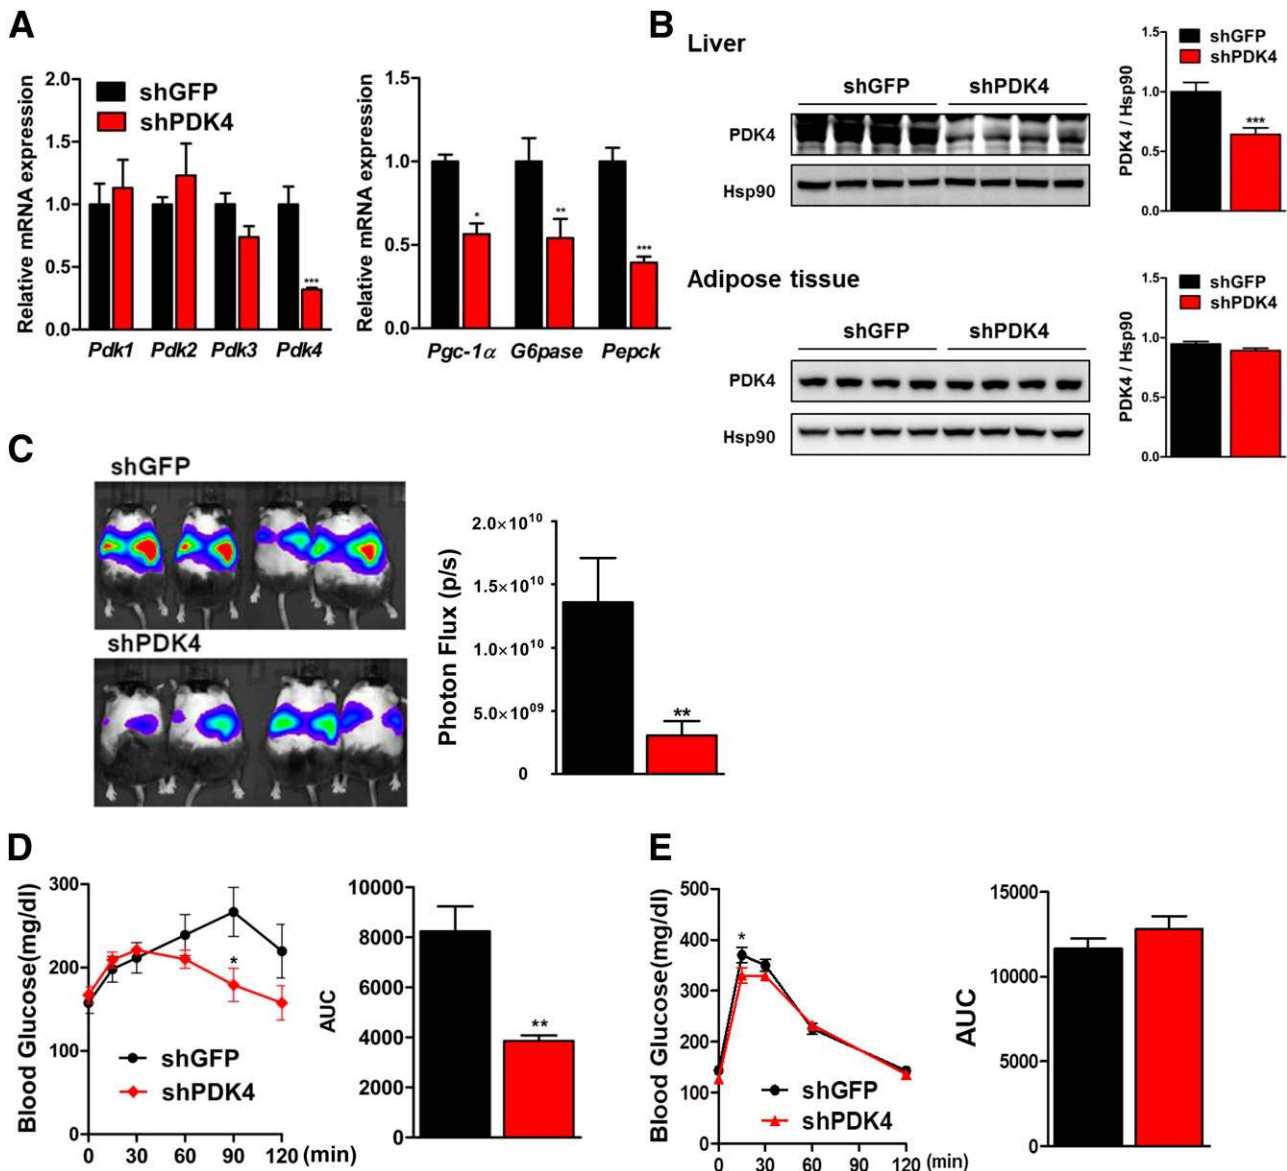 A
2.0
1.5
1.0
0.5
0.0
Relative mRNA expression
shGFP
shPDK4
***
Pdk1 Pdk2 Pdk3 Pdk4
1.5
1.0
0.5
0.0
Relative mRNA expression
*
**
***
Pgc-1α G6pase Pepck
B
Liver
shGFP shPDK4
PDK4
Hsp90
1.5
1.0
0.5
0.0
PDK4 / Hsp90
shGFP
shPDK4
***
Adipose tissue
shGFP shPDK4
PDK4
Hsp90
1.5
1.0
0.5
0.0
PDK4 / Hsp90
shGFP
shPDK4
C
shGFP
shPDK4
2.0×10¹⁰
1.5×10¹⁰
1.0×10¹⁰
5.0×10⁰⁹
0
Photon Flux (p/s)
**
D
300
200
100
0
Blood Glucose(mg/dl)
*
shGFP
shPDK4
0 30 60 90 120 (min)
10000
8000
6000
4000
2000
0
AUC
**
E
500
400
300
200
100
0
Blood Glucose(mg/dl)
*
shGFP
shPDK4
0 30 60 90 120 (min)
15000
10000
5000
0
AUC